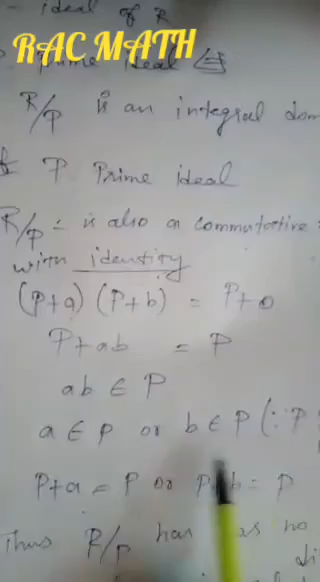 ideal of R
RAC MATH
Prime ideal ⇔
R/P is an integral dom
P Prime ideal
R/P is also a commutative
with identity
(P+a) (P+b) = P+0
P+ab = P
ab ∈ P
a ∈ P or b ∈ P (∵ P
P+a = P or P+b = P
Thus R/P has no